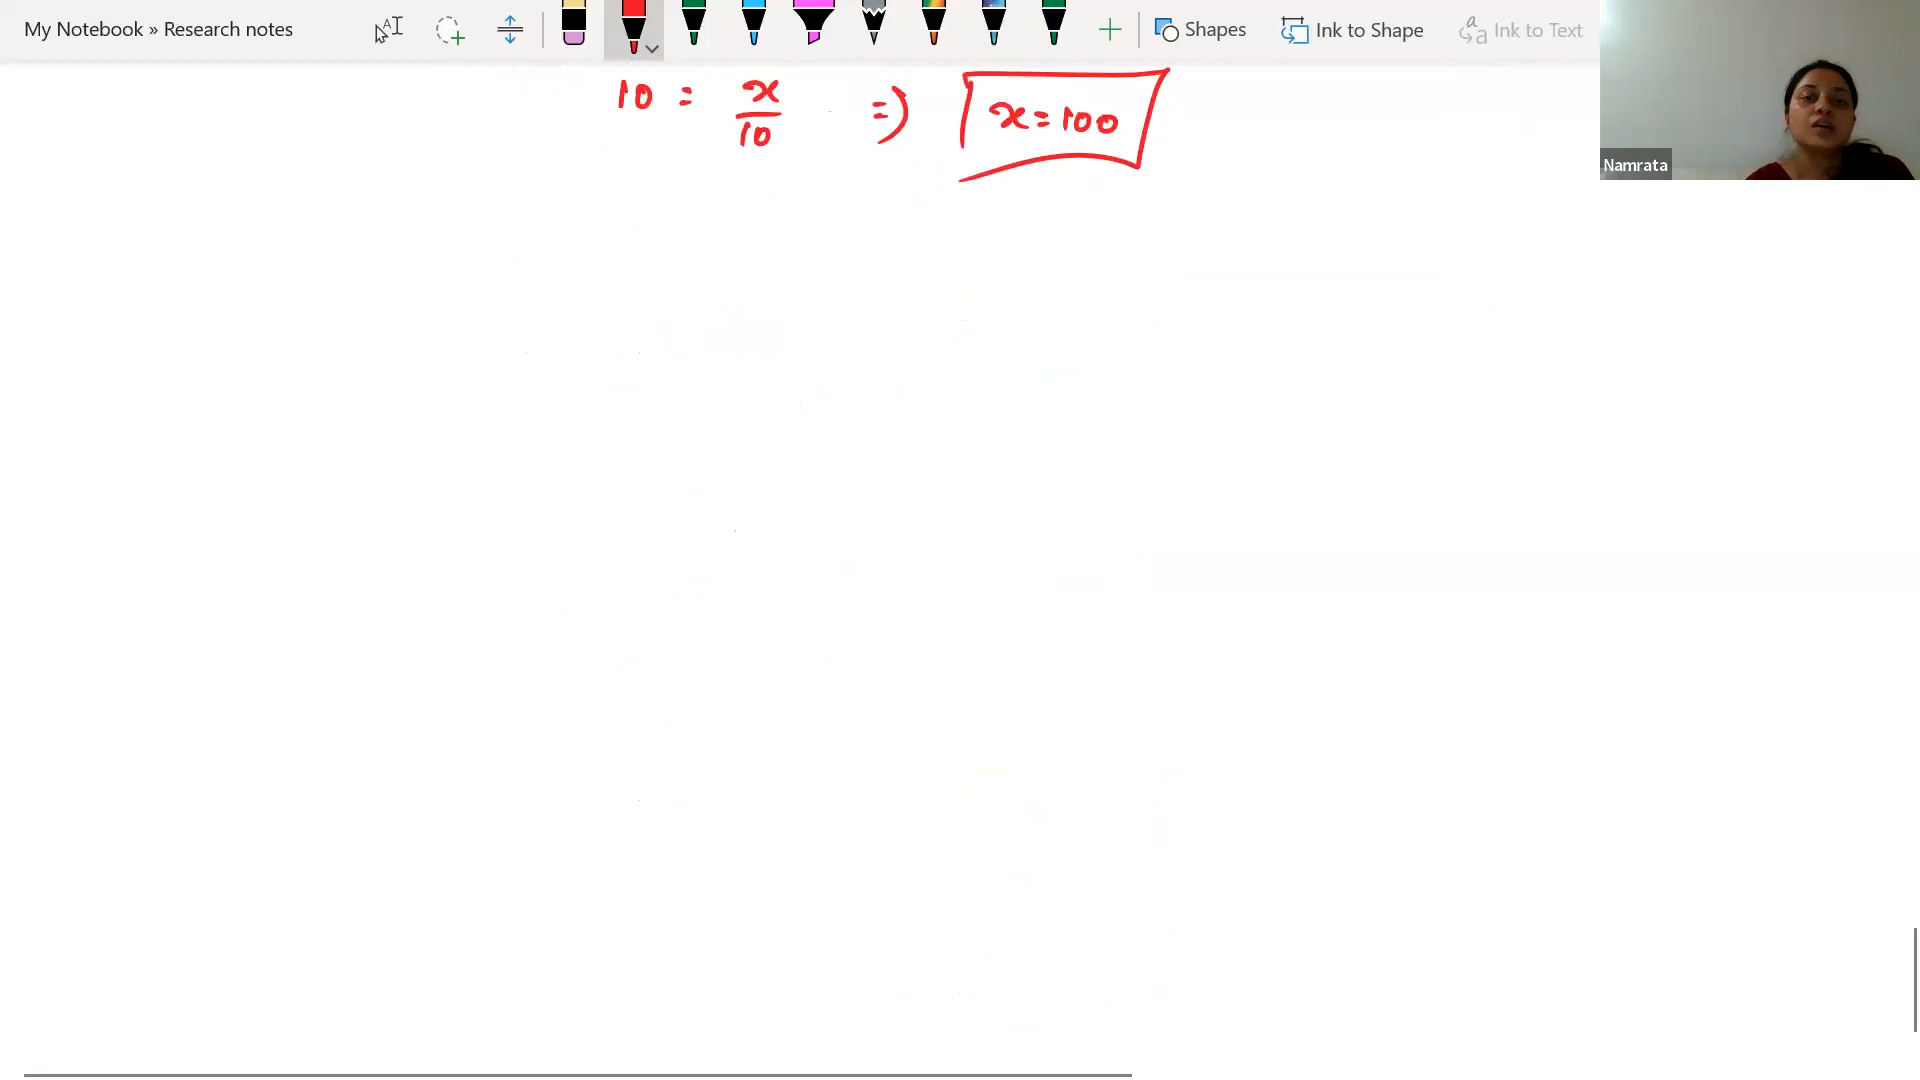 My Notebook » Research notes
Shapes
Ink to Shape
Ink to Text
Namrata
10 = x/10 => x = 100